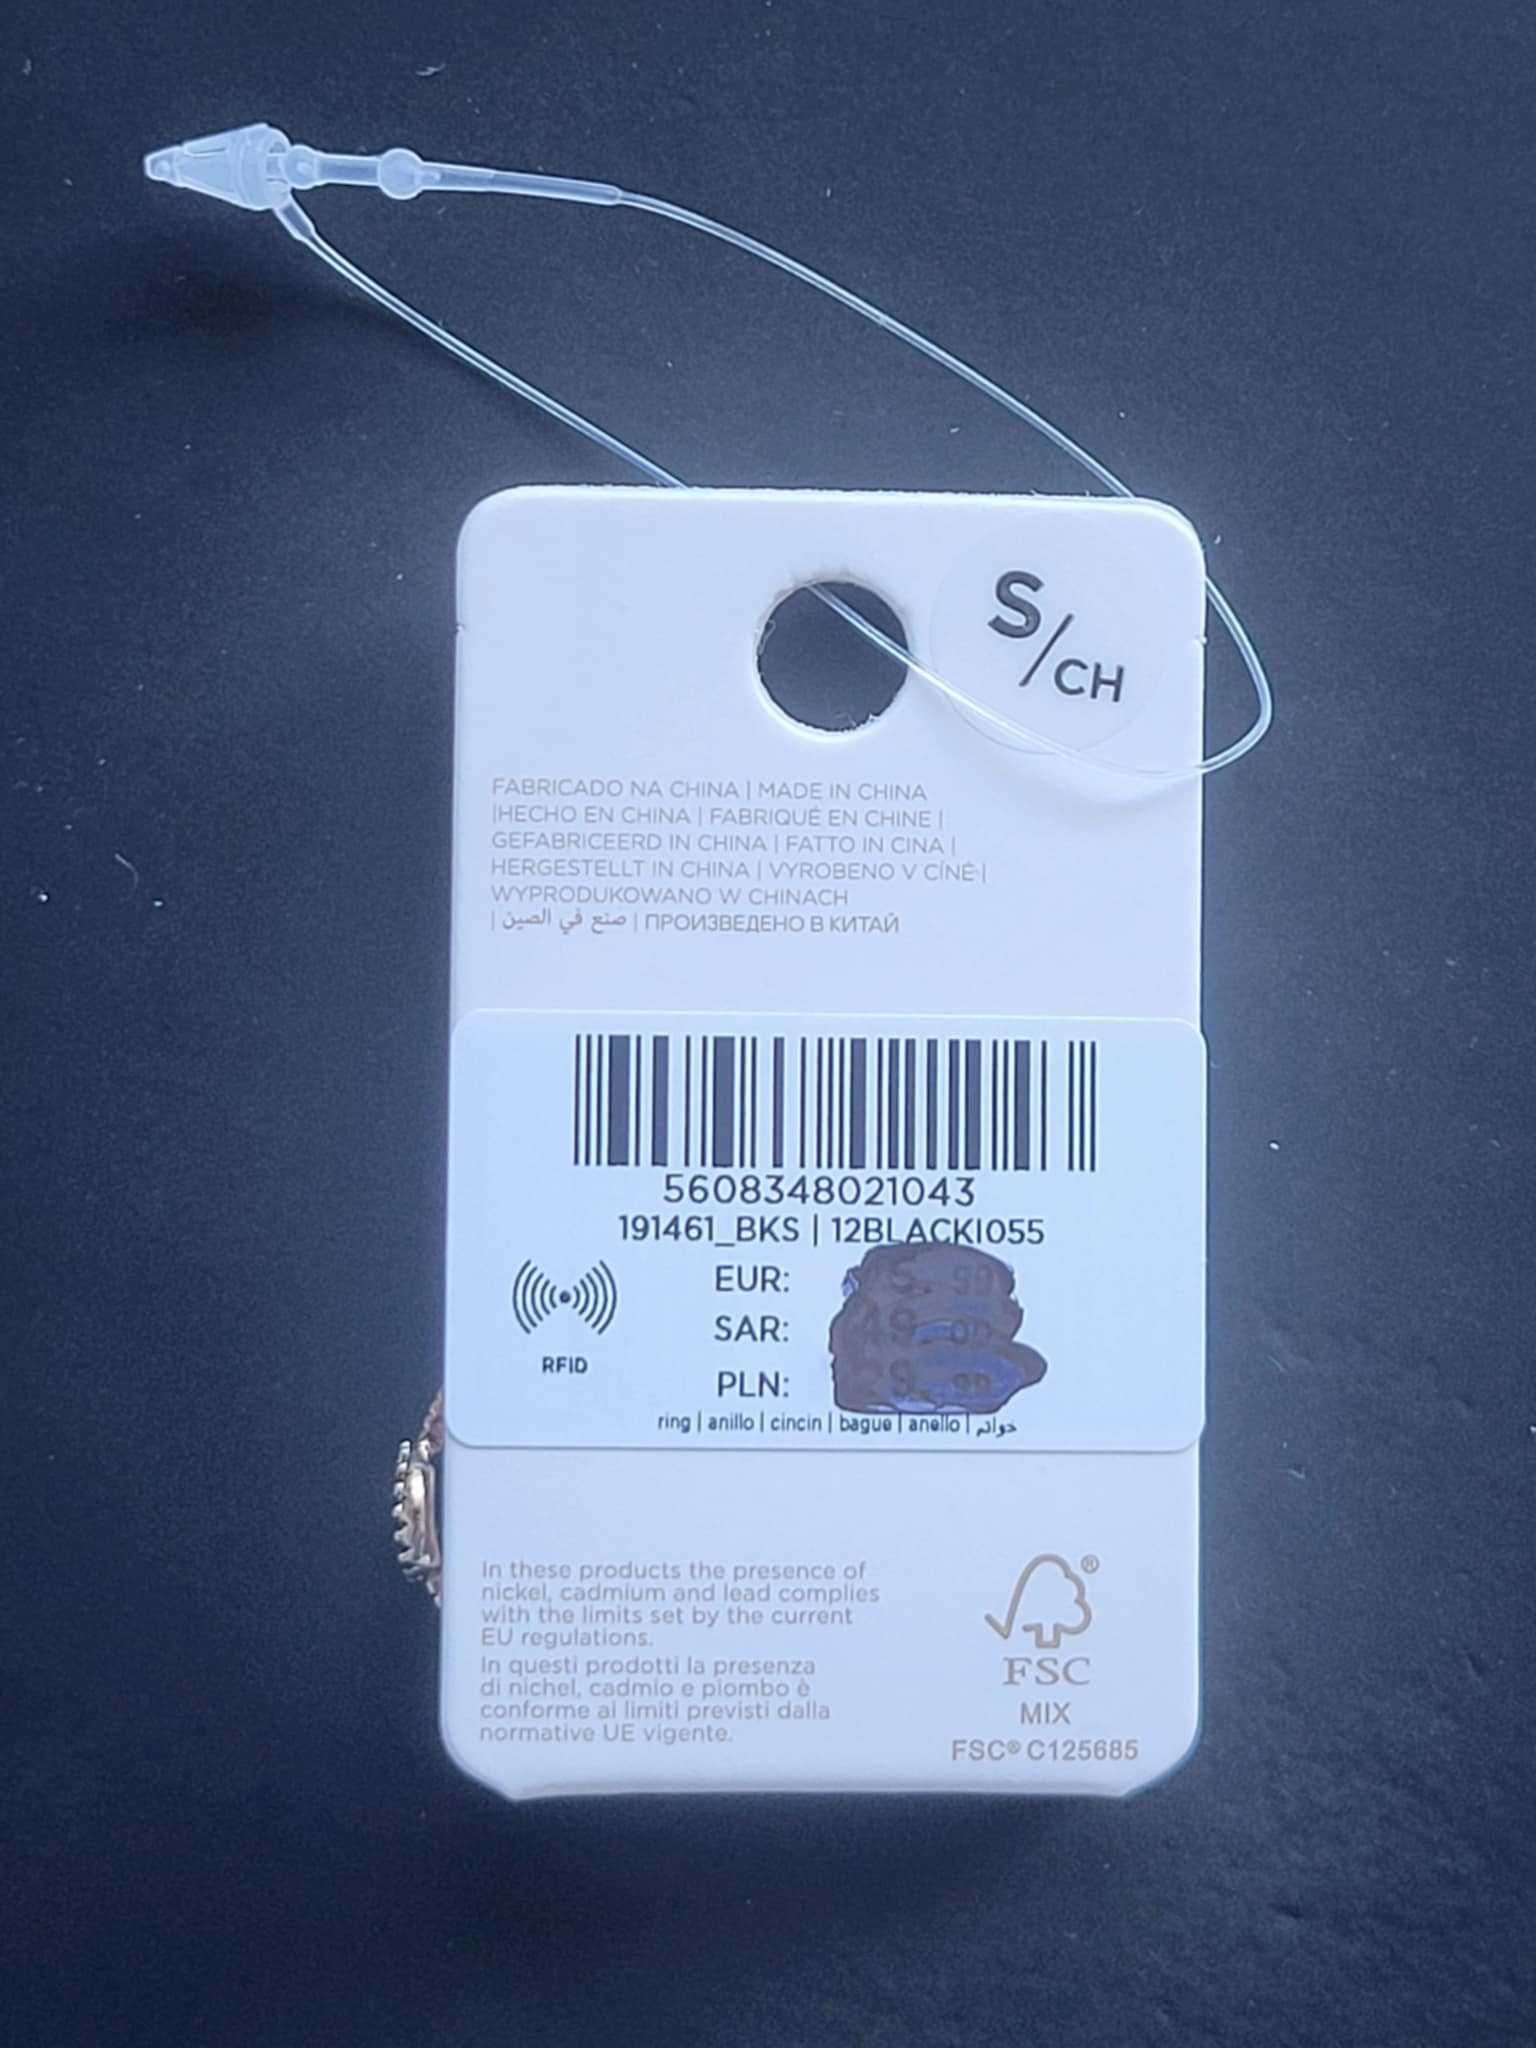 S/CH
FABRICADO NA CHINA | MADE IN CHINA
|HECHO EN CHINA | FABRIQUÉ EN CHINE |
GEFABRICEERD IN CHINA | FATTO IN CINA |
HERGESTELLT IN CHINA | VYROBENO V CÍNĚ |
WYPRODUKOWANO W CHINACH
| صنع في الصين | ПРОИЗВЕДЕНО В КИТАЙ
5608348021043
191461_BKS | 12BLACKI055
EUR:
SAR:
PLN:
RFID
ring | anillo | cincin | bague | anello | خواتم
In these products the presence of
nickel, cadmium and lead complies
with the limits set by the current
EU regulations.
In questi prodotti la presenza
di nichel, cadmio e piombo è
conforme ai limiti previsti dalla
normative UE vigente.
®
FSC
MIX
FSC® C125685